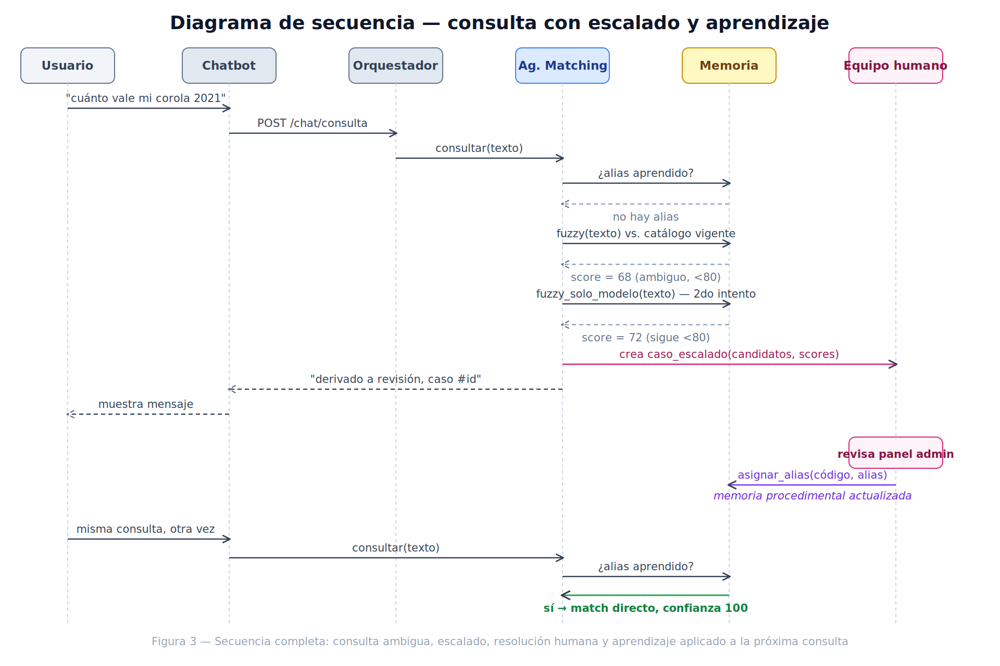 Diagrama de secuencia — consulta con escalado y aprendizaje
Usuario
Chatbot
Orquestador
Ag. Matching
Memoria
Equipo humano
"cuánto vale mi corola 2021"
POST /chat/consulta
consultar(texto)
¿alias aprendido?
no hay alias
fuzzy(texto) vs. catálogo vigente
score = 68 (ambiguo, <80)
fuzzy_solo_modelo(texto) — 2do intento
score = 72 (sigue <80)
crea caso_escalado(candidatos, scores)
"derivado a revisión, caso #id"
muestra mensaje
revisa panel admin
asignar_alias(código, alias)
memoria procedimental actualizada
misma consulta, otra vez
consultar(texto)
¿alias aprendido?
sí → match directo, confianza 100
Figura 3 — Secuencia completa: consulta ambigua, escalado, resolución humana y aprendizaje aplicado a la próxima consulta